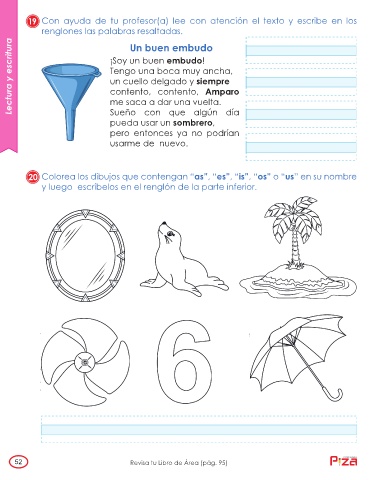 Lectura y escritura
19 Con ayuda de tu profesor(a) lee con atención el texto y escribe en los
renglones las palabras resaltadas.
Un buen embudo
¡Soy un buen embudo!
Tengo una boca muy ancha,
un cuello delgado y siempre
contento, contento. Amparo
me saca a dar una vuelta.
Sueño con que algún día
pueda usar un sombrero,
pero entonces ya no podrían
usarme de nuevo.
20 Colorea los dibujos que contengan "as", "es", "is", "os" o "us" en su nombre
y luego escríbelos en el renglón de la parte inferior.
6
52
Revisa tu Libro de Área (pág. 95)
Piza